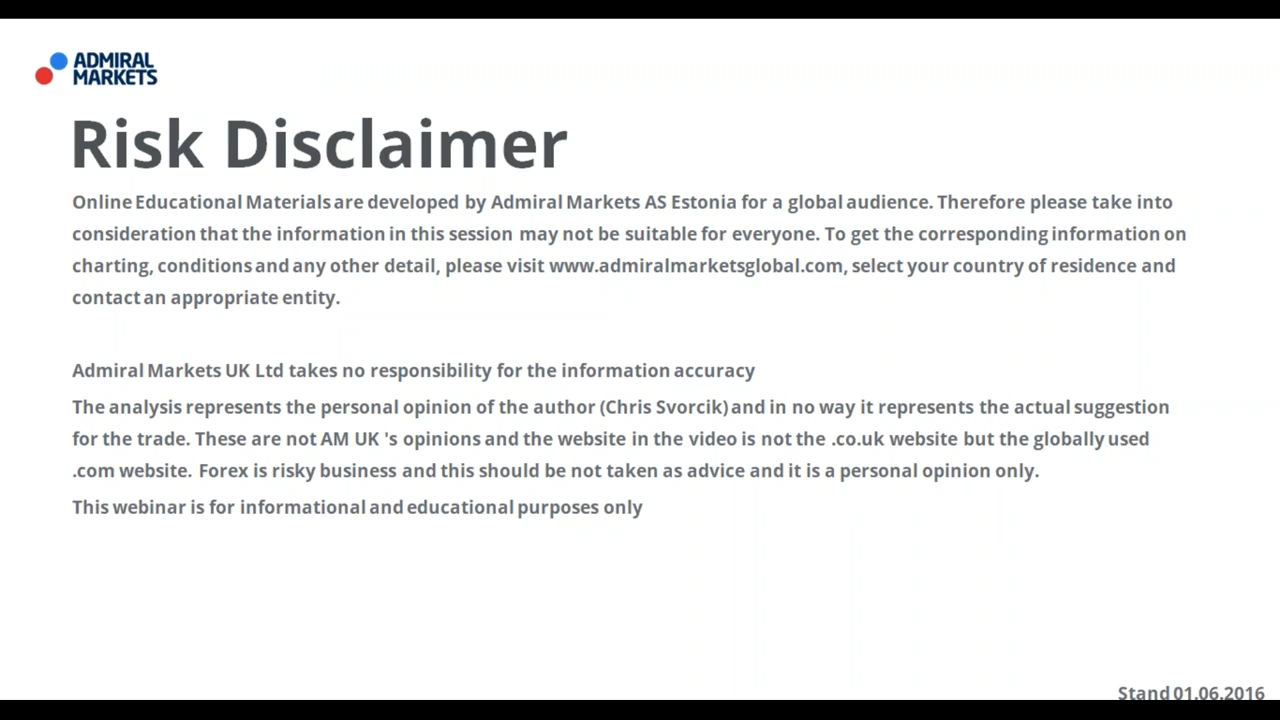 ADMIRAL
MARKETS
Risk Disclaimer
Online Educational Materials are developed by Admiral Markets AS Estonia for a global audience. Therefore please take into
consideration that the information in this session may not be suitable for everyone. To get the corresponding information on
charting, conditions and any other detail, please visit www.admiralmarketsglobal.com, select your country of residence and
contact an appropriate entity.
Admiral Markets UK Ltd takes no responsibility for the information accuracy
The analysis represents the personal opinion of the author (Chris Svorcik) and in no way it represents the actual suggestion
for the trade. These are not AM UK 's opinions and the website in the video is not the .co.uk website but the globally used
.com website. Forex is risky business and this should be not taken as advice and it is a personal opinion only.
This webinar is for informational and educational purposes only
Stand 01.06.2016